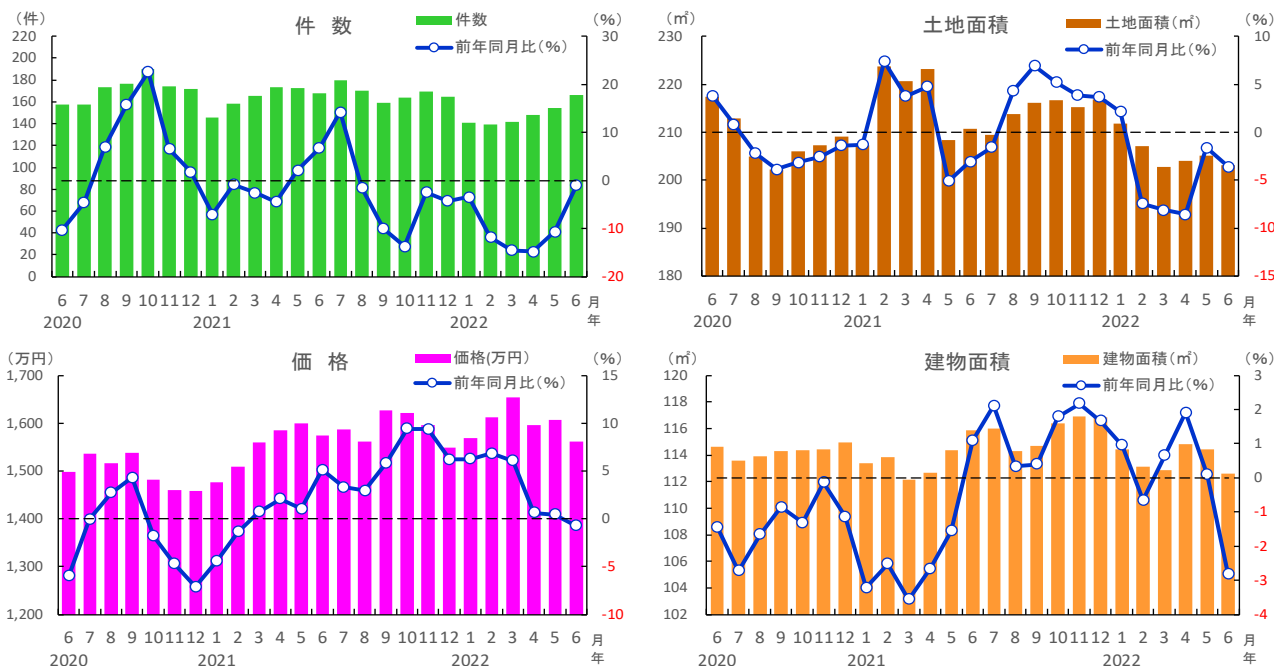 (件) 件 数 件数 (%)
前年同月比(%)
220 30
200
180 20
160
140 10
120
100 0
80
60 -10
40
20
0 -20
6 7 8 9 10 11 12 1 2 3 4 5 6 7 8 9 10 11 12 1 2 3 4 5 6 月
2020 2021 2022 年
(㎡) 土地面積 土地面積(㎡) (%)
前年同月比(%)
230 10
220 5
210 0
200 -5
190 -10
180 -15
6 7 8 9 10 11 12 1 2 3 4 5 6 7 8 9 10 11 12 1 2 3 4 5 6 月
2020 2021 2022 年
(万円) 価 格 価格(万円) (%)
前年同月比(%)
1,700 15
1,600 10
1,500 5
1,400 0
1,300 -5
1,200 -10
6 7 8 9 10 11 12 1 2 3 4 5 6 7 8 9 10 11 12 1 2 3 4 5 6 月
2020 2021 2022 年
(㎡) 建物面積 建物面積(㎡) (%)
前年同月比(%)
120 3
118 2
116 1
114 0
112
110 -1
108 -2
106 -3
104
102 -4
6 7 8 9 10 11 12 1 2 3 4 5 6 7 8 9 10 11 12 1 2 3 4 5 6 月
2020 2021 2022 年